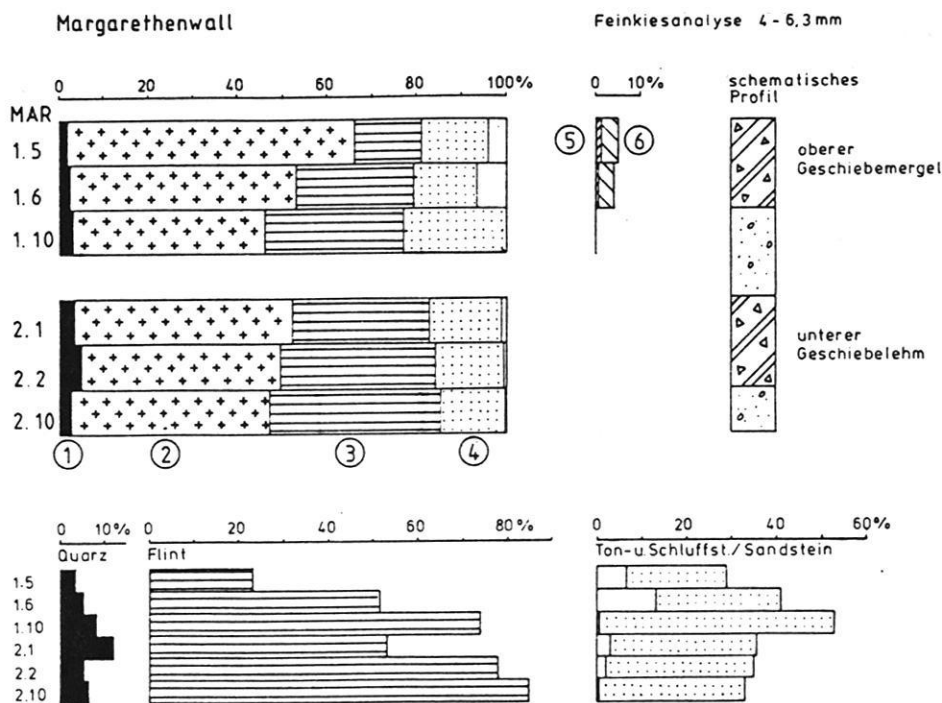 Margarethenwall
Feinkiesanalyse 4-6,3mm
0 20 40 60 80 100%
0 10%
schematisches
Profil
MAR
1.5
1.6
1.10
⑤ ⑥
oberer
Geschiebemergel
2.1
2.2
2.10
unterer
Geschiebelehm
① ② ③ ④
0 10%
Quarz
0 20 40 60 80%
Flint
0 20 40 60%
Ton-u.Schluffst./Sandstein
1.5
1.6
1.10
2.1
2.2
2.10